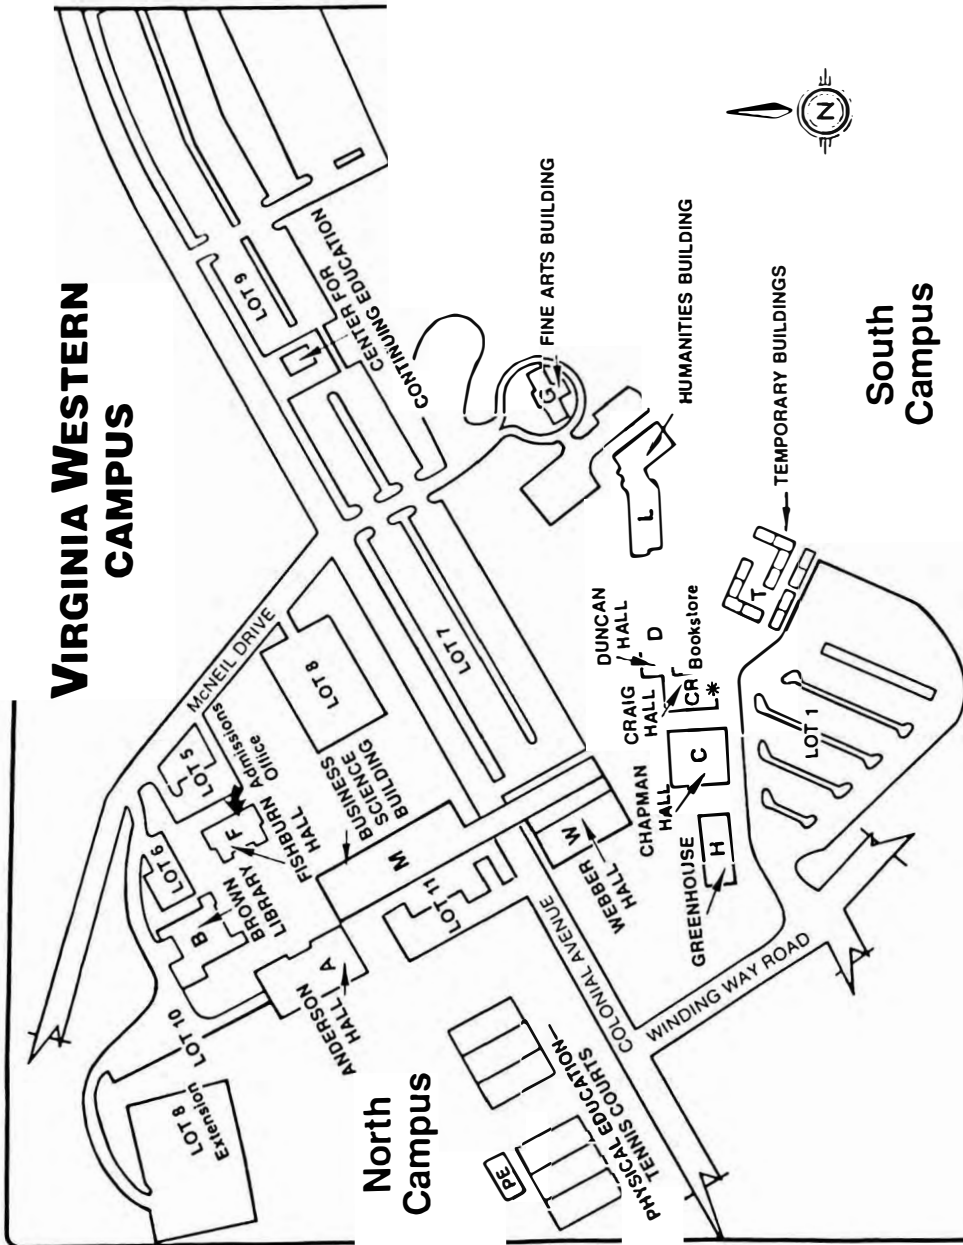 VIRGINIA WESTERN
CAMPUS
North
Campus
South
Campus
N
LOT 8
Extension
LOT 10
B
BROWN
LIBRARY
LOT 6
F
FISHBURN
HALL
LOT 5
Admissions
Office
McNEIL DRIVE
ANDERSON
HALL
A
M
BUSINESS
SCIENCE
BUILDING
LOT 8
LOT 11
LOT 7
LOT 9
CENTER FOR
CONTINUING EDUCATION
PE
PHYSICAL EDUCATION—
TENNIS COURTS
COLONIAL AVENUE
WINDING WAY ROAD
W
WEBBER
HALL
GREENHOUSE
H
CHAPMAN
HALL
C
CRAIG
HALL
CR
*
Bookstore
DUNCAN
HALL
D
L
HUMANITIES BUILDING
G
FINE ARTS BUILDING
T
TEMPORARY BUILDINGS
LOT 1